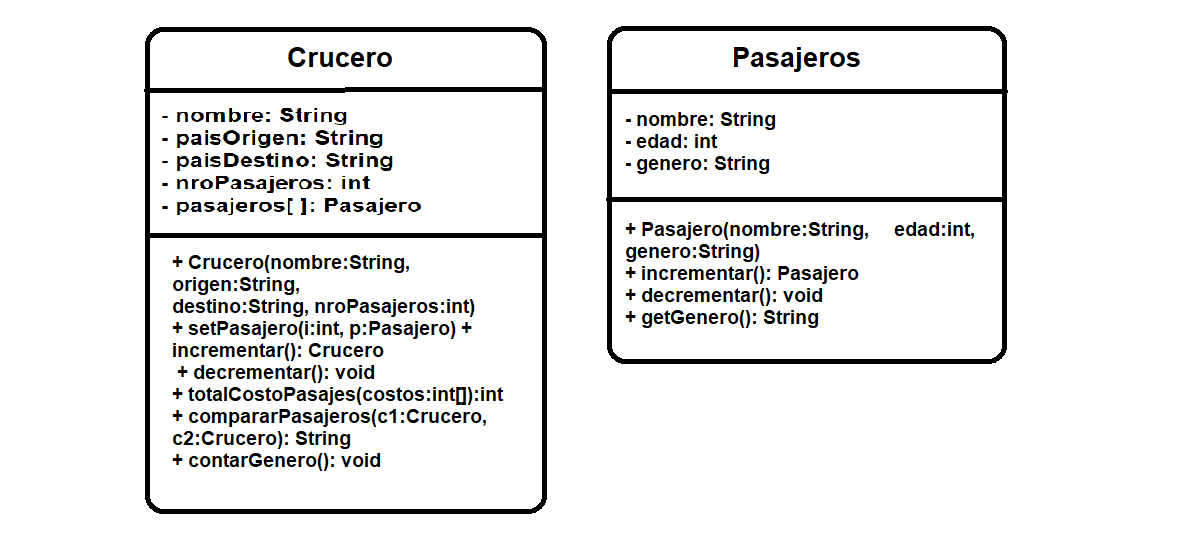 Crucero
- nombre: String
- paisOrigen: String
- paisDestino: String
- nroPasajeros: int
- pasajeros[ ]: Pasajero
+ Crucero(nombre:String,
origen:String,
destino:String, nroPasajeros:int)
+ setPasajero(i:int, p:Pasajero) +
incrementar(): Crucero
+ decrementar(): void
+ totalCostoPasajes(costos:int[]):int
+ compararPasajeros(c1:Crucero,
c2:Crucero): String
+ contarGenero(): void
Pasajeros
- nombre: String
- edad: int
- genero: String
+ Pasajero(nombre:String, edad:int,
genero:String)
+ incrementar(): Pasajero
+ decrementar(): void
+ getGenero(): String